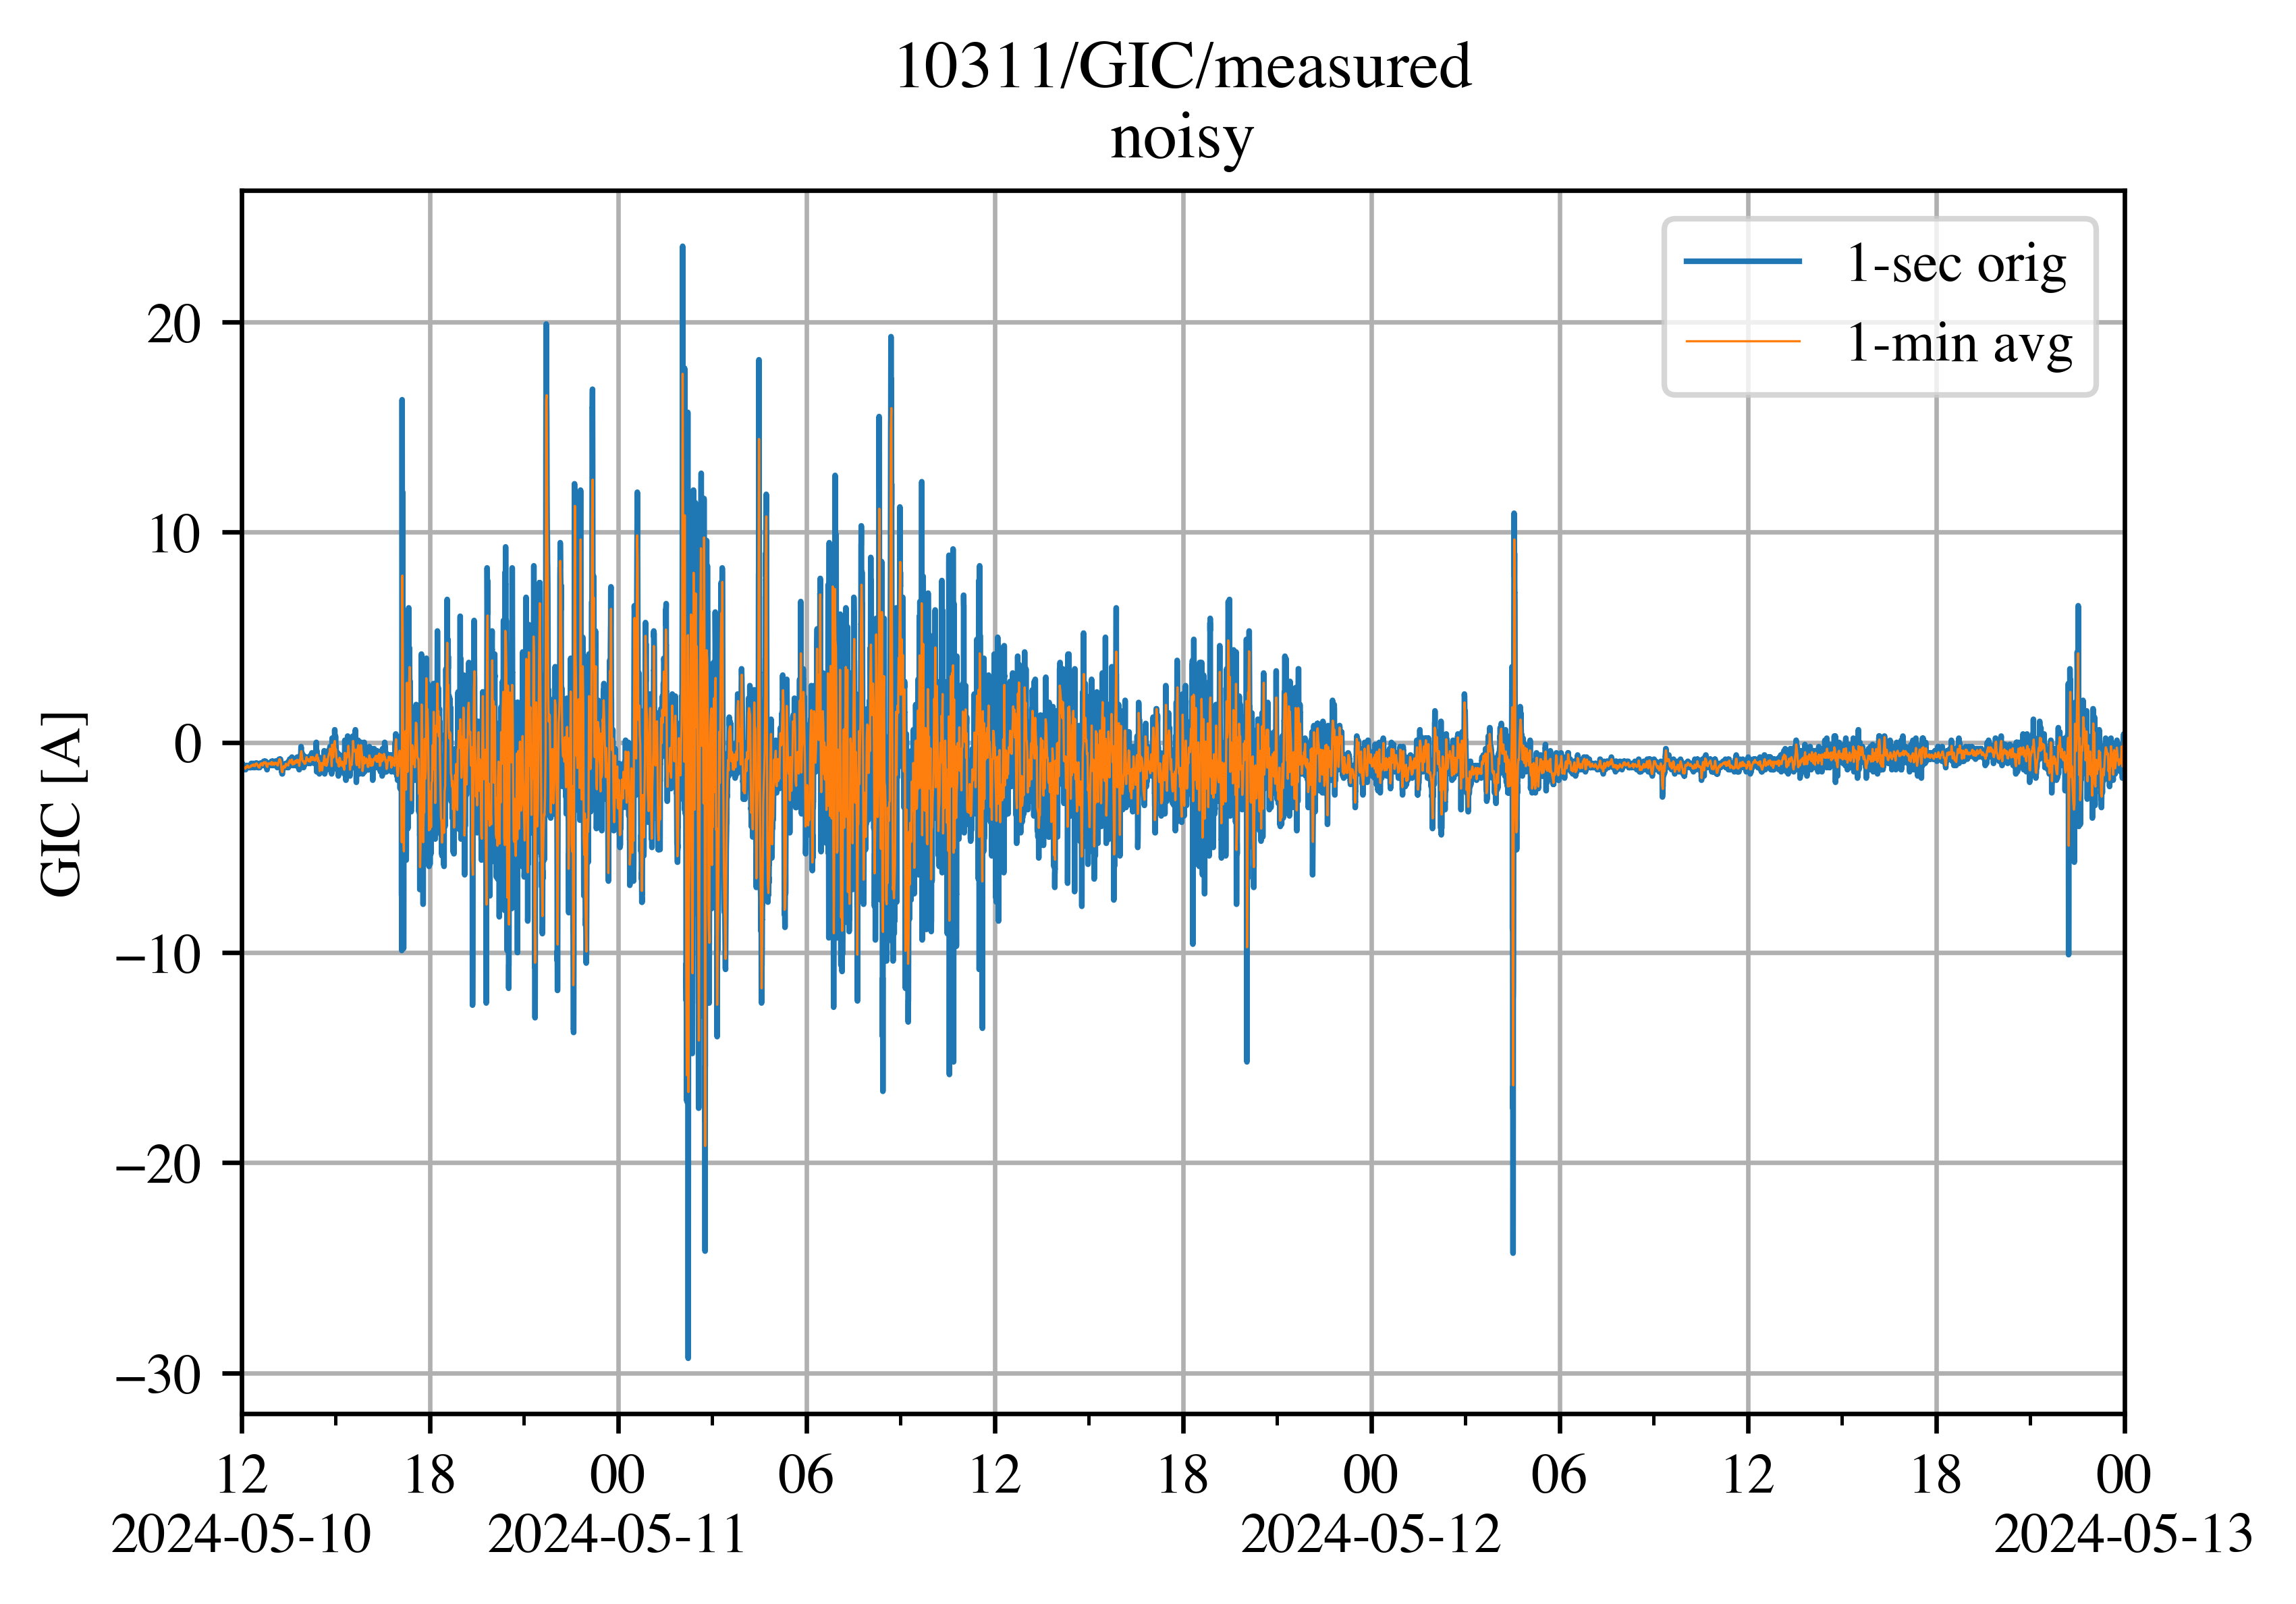 10311/GIC/measured
noisy
1-sec orig
1-min avg
GIC [A]
20
10
0
−10
−20
−30
12 18 00 06 12 18 00 06 12 18 00
2024-05-10 2024-05-11 2024-05-12 2024-05-13